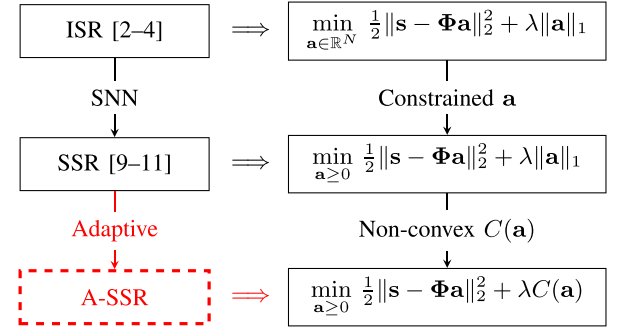 ISR [2–4] ⟹ min_{𝐚∈ℝ^N} ½‖𝐬 − 𝚽𝐚‖₂² + λ‖𝐚‖₁
SNN Constrained 𝐚
SSR [9–11] ⟹ min_{𝐚≥0} ½‖𝐬 − 𝚽𝐚‖₂² + λ‖𝐚‖₁
Adaptive Non-convex C(𝐚)
A-SSR ⟹ min_{𝐚≥0} ½‖𝐬 − 𝚽𝐚‖₂² + λC(𝐚)